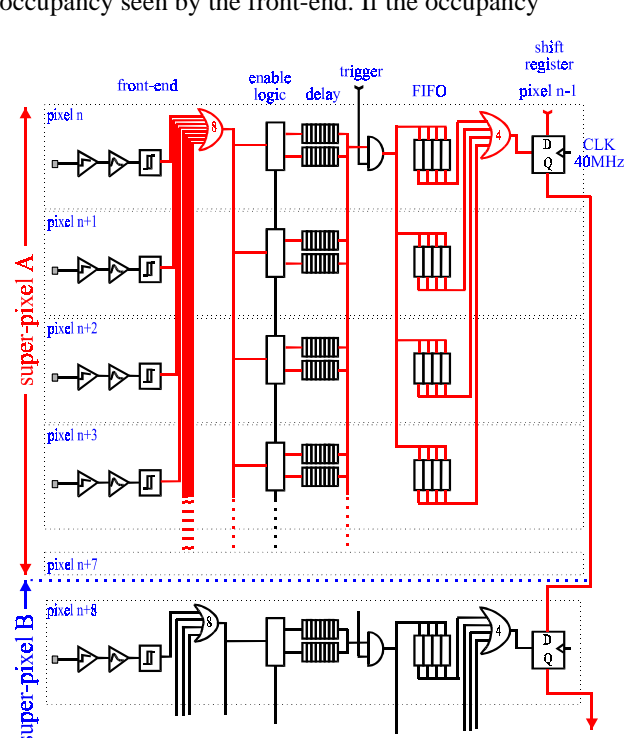 occupancy seen by the front-end. If the occupancy
shift
register
pixel n-1
trigger
enable
logic
delay
front-end
FIFO
pixel n
8
4
D
Q
CLK
40MHz
pixel n+1
super-pixel A
pixel n+2
pixel n+3
pixel n+7
super-pixel B
pixel n+8
8
4
D
Q